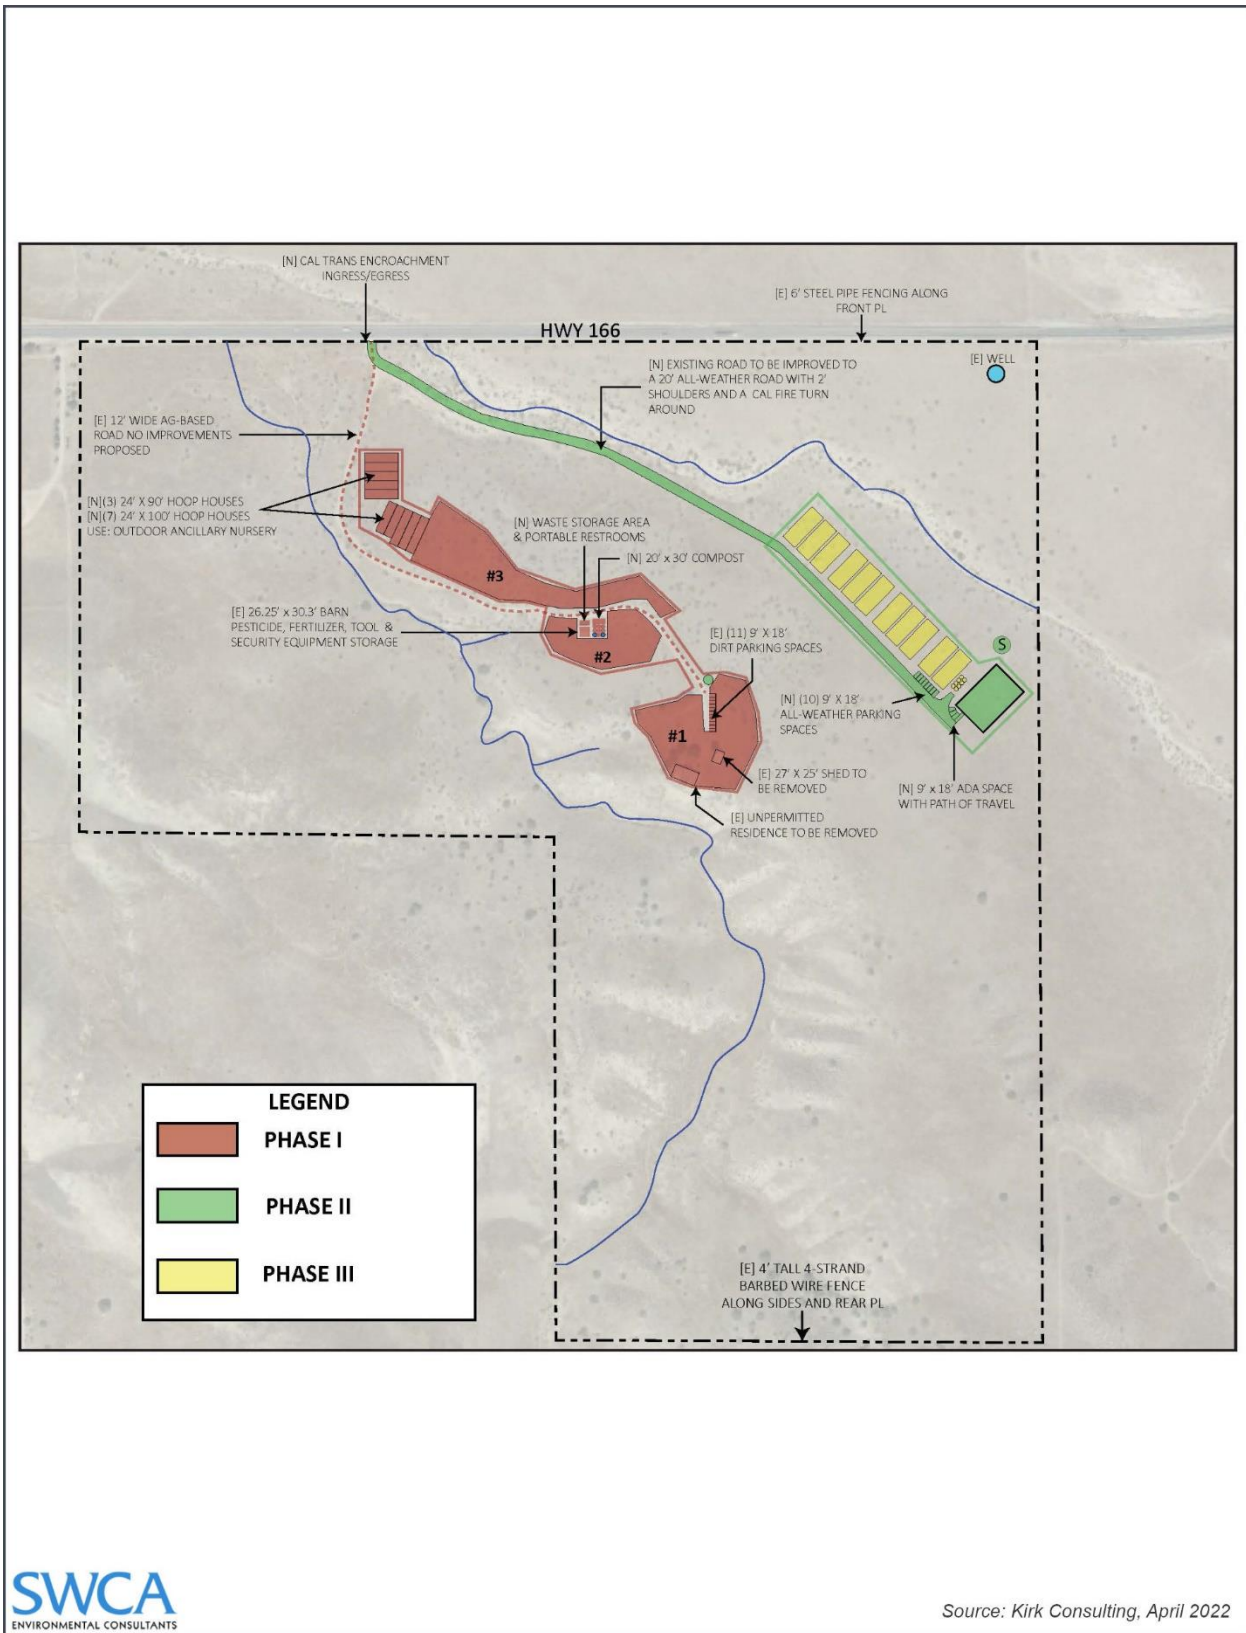 [N] CAL TRANS ENCROACHMENT
INGRESS/EGRESS
[E] 6' STEEL PIPE FENCING ALONG
FRONT PL
HWY 166
[E] WELL
[N] EXISTING ROAD TO BE IMPROVED TO
A 20' ALL-WEATHER ROAD WITH 2'
SHOULDERS AND A CAL FIRE TURN
AROUND
[E] 12' WIDE AG-BASED
ROAD NO IMPROVEMENTS
PROPOSED
[N](3) 24' X 90' HOOP HOUSES
[N](7) 24' X 100' HOOP HOUSES
USE: OUTDOOR ANCILLARY NURSERY
[N] WASTE STORAGE AREA
& PORTABLE RESTROOMS
[N] 20' x 30' COMPOST
#3
[E] 26.25' x 30.3' BARN
PESTICIDE, FERTILIZER, TOOL &
SECURITY EQUIPMENT STORAGE
#2
[E] (11) 9' X 18'
DIRT PARKING SPACES
S
[N] (10) 9' X 18'
ALL-WEATHER PARKING
SPACES
#1
[E] 27' X 25' SHED TO
BE REMOVED
[N] 9' x 18' ADA SPACE
WITH PATH OF TRAVEL
[E] UNPERMITTED
RESIDENCE TO BE REMOVED
LEGEND
PHASE I
PHASE II
PHASE III
[E] 4' TALL 4-STRAND
BARBED WIRE FENCE
ALONG SIDES AND REAR PL
SWCA
ENVIRONMENTAL CONSULTANTS
Source: Kirk Consulting, April 2022